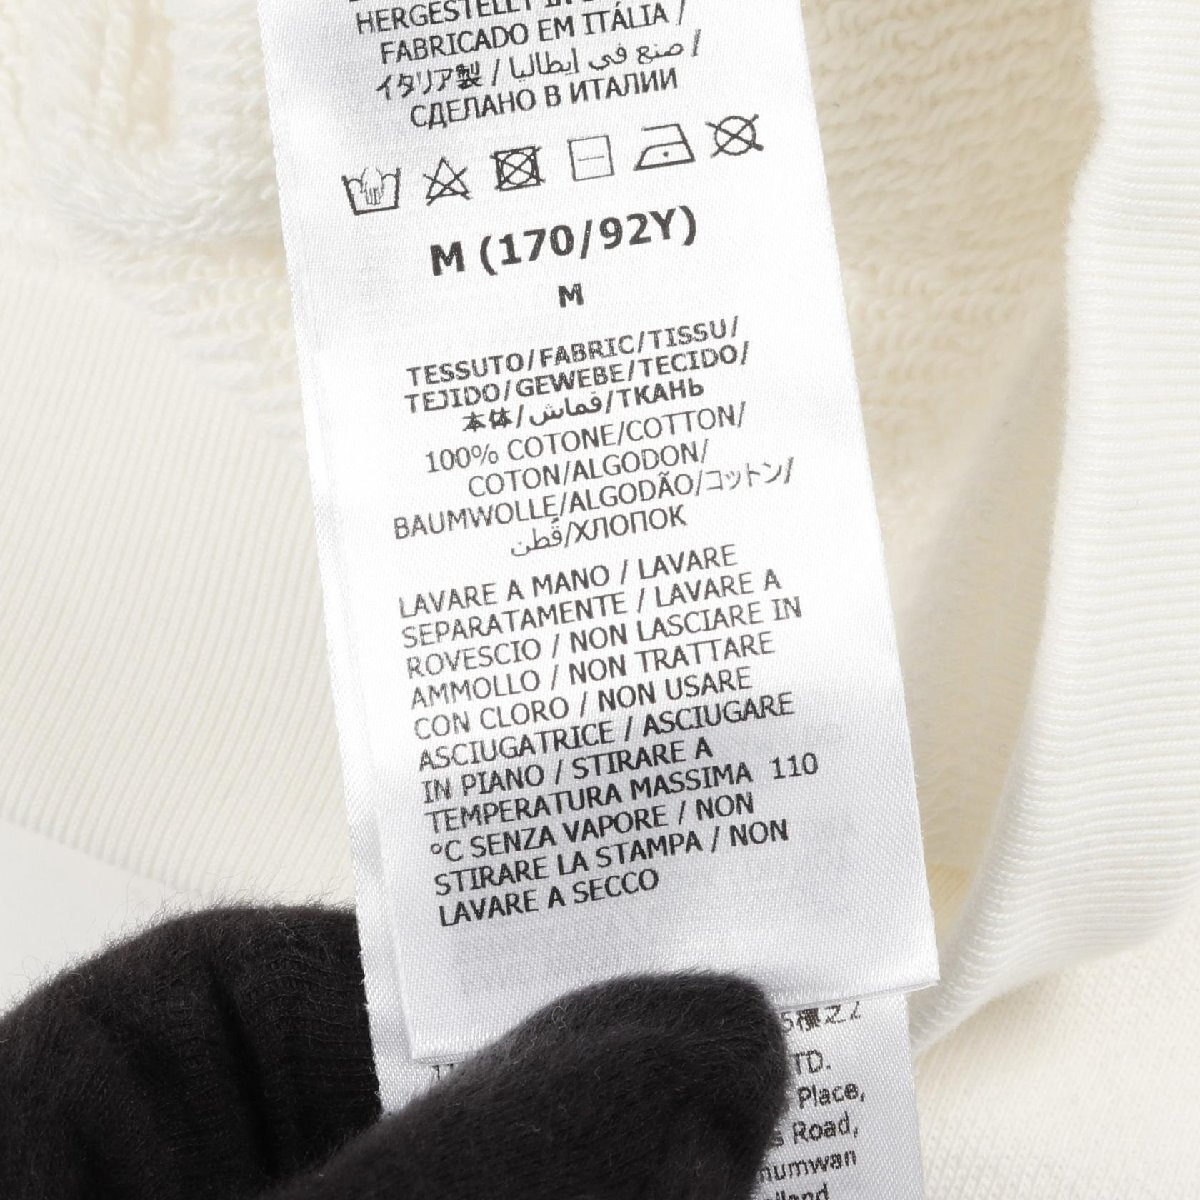 HERGESTELLT IN
FABRICADO EM ITÁLIA /
イタリア製 / صنع في إيطاليا /
СДЕЛАНО В ИТАЛИИ
M (170/92Y)
M
TESSUTO/FABRIC/TISSU/
TEJIDO/GEWEBE/TECIDO/
本体/قماش/ТКАНЬ
100% COTONE/COTTON/
COTON/ALGODON/
BAUMWOLLE/ALGODÃO/コットン/
قُطن/ХЛОПОК
LAVARE A MANO / LAVARE
SEPARATAMENTE / LAVARE A
ROVESCIO / NON LASCIARE IN
AMMOLLO / NON TRATTARE
CON CLORO / NON USARE
ASCIUGATRICE / ASCIUGARE
IN PIANO / STIRARE A
TEMPERATURA MASSIMA 110
°C SENZA VAPORE / NON
STIRARE LA STAMPA / NON
LAVARE A SECCO
TD.
Place,
Road,